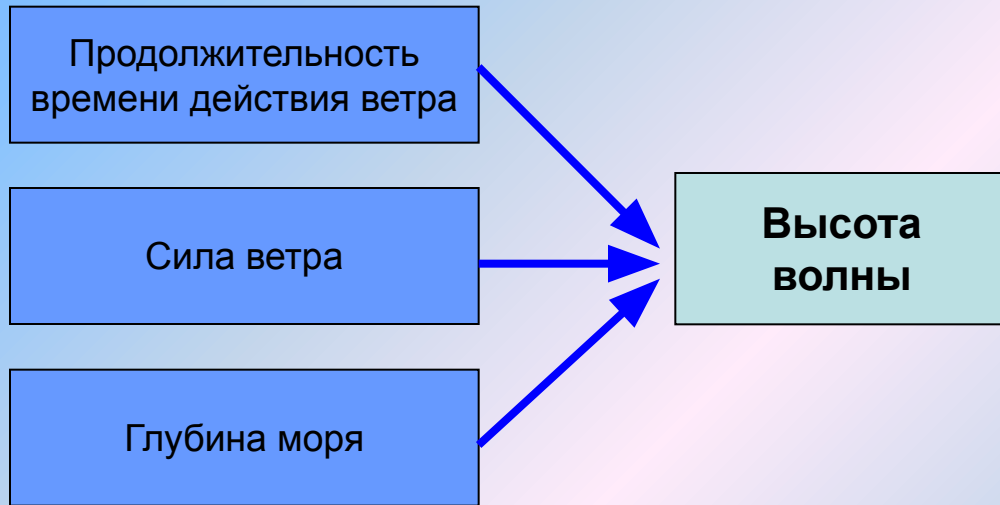 Продолжительность
времени действия ветра
Сила ветра
Глубина моря
Высота
волны